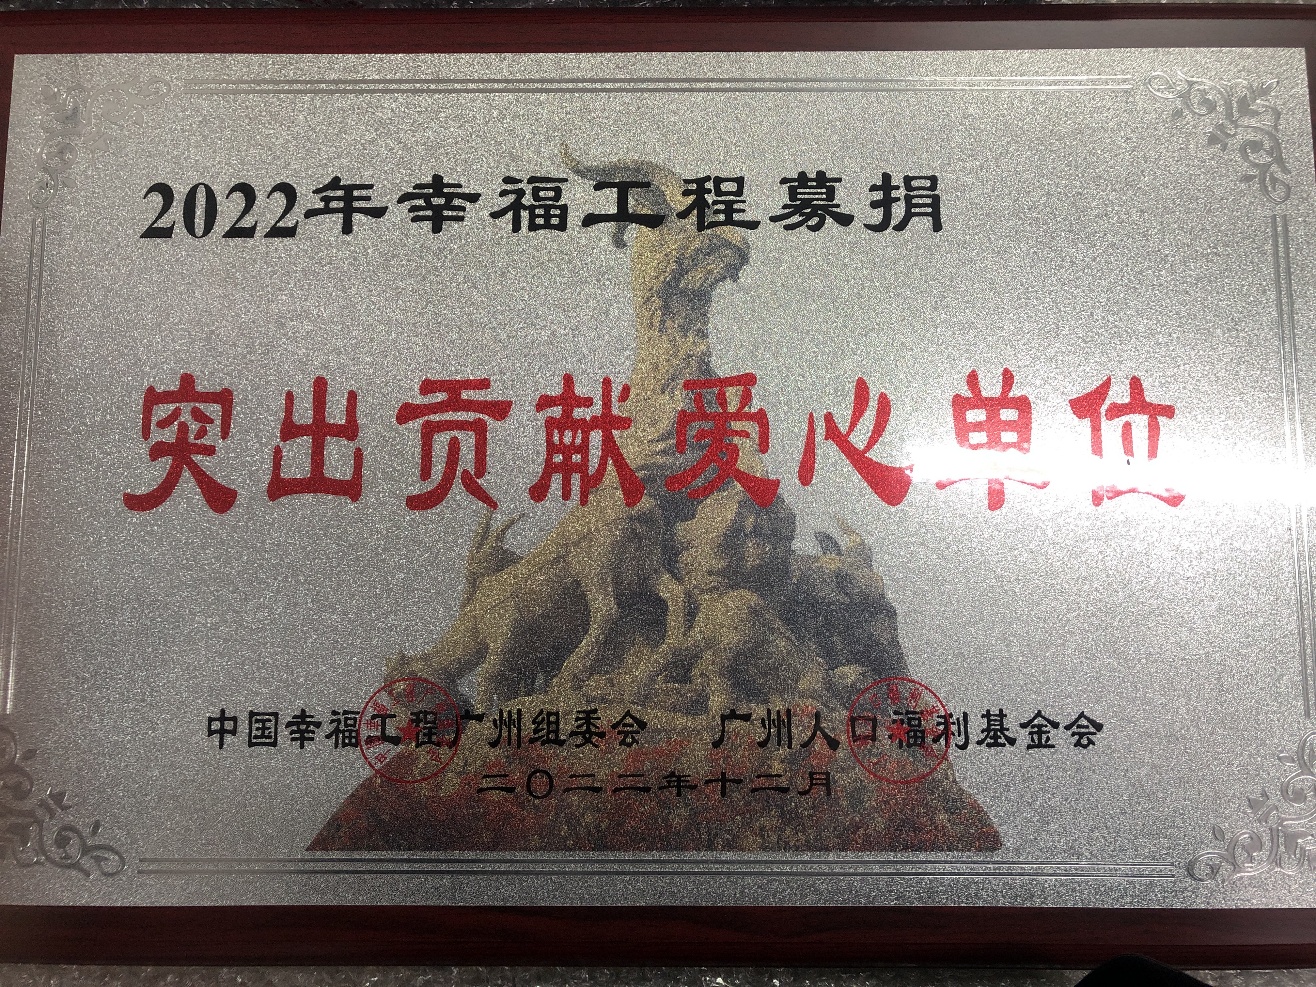 2022年幸福工程募捐
突出贡献爱心单位
中国幸福工程广州组委会 广州人口福利基金会
二〇二二年十二月